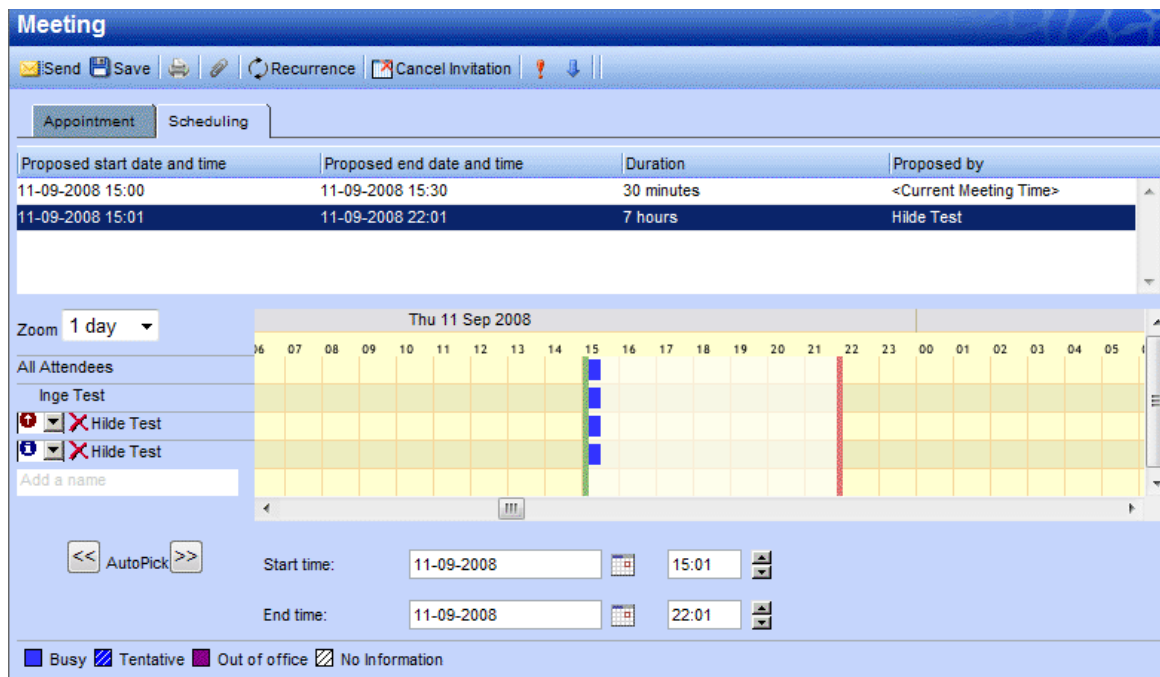 Meeting
Send Save Recurrence Cancel Invitation
Appointment Scheduling
Proposed start date and time Proposed end date and time Duration Proposed by
11-09-2008 15:00 11-09-2008 15:30 30 minutes <Current Meeting Time>
11-09-2008 15:01 11-09-2008 22:01 7 hours Hilde Test
Zoom 1 day Thu 11 Sep 2008
07 08 09 10 11 12 13 14 15 16 17 18 19 20 21 22 23 00 01 02 03 04 05
All Attendees
Inge Test
Hilde Test
Hilde Test
Add a name
<< AutoPick >> Start time: 11-09-2008 15:01
End time: 11-09-2008 22:01
Busy Tentative Out of office No Information